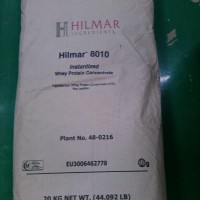 HILMAR
INGREDIENTS
Hilmar™ 8010
Instantized
Whey Protein Concentrate
Plant No. 48-0216
EU3006462778
20 KG NET WT. (44.092 LB)